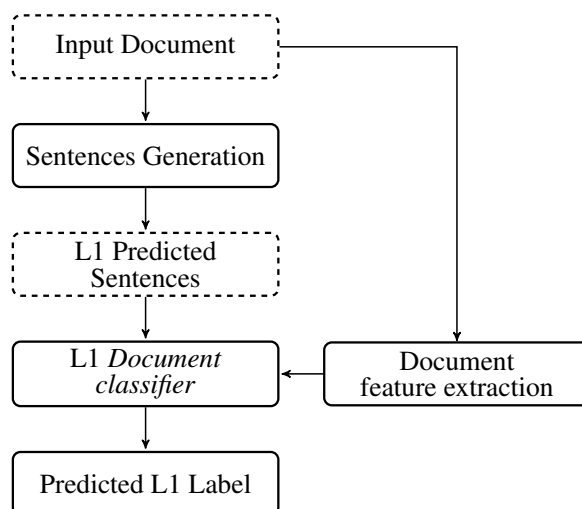 Input Document
Sentences Generation
L1 Predicted
Sentences
L1 Document
classifier
Document
feature extraction
Predicted L1 Label